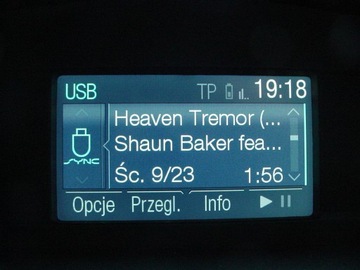 USB TP 19:18
Heaven Tremor (...
Shaun Baker fea...
SYNC
Śc. 9/23 1:56
Opcje Przegl. Info